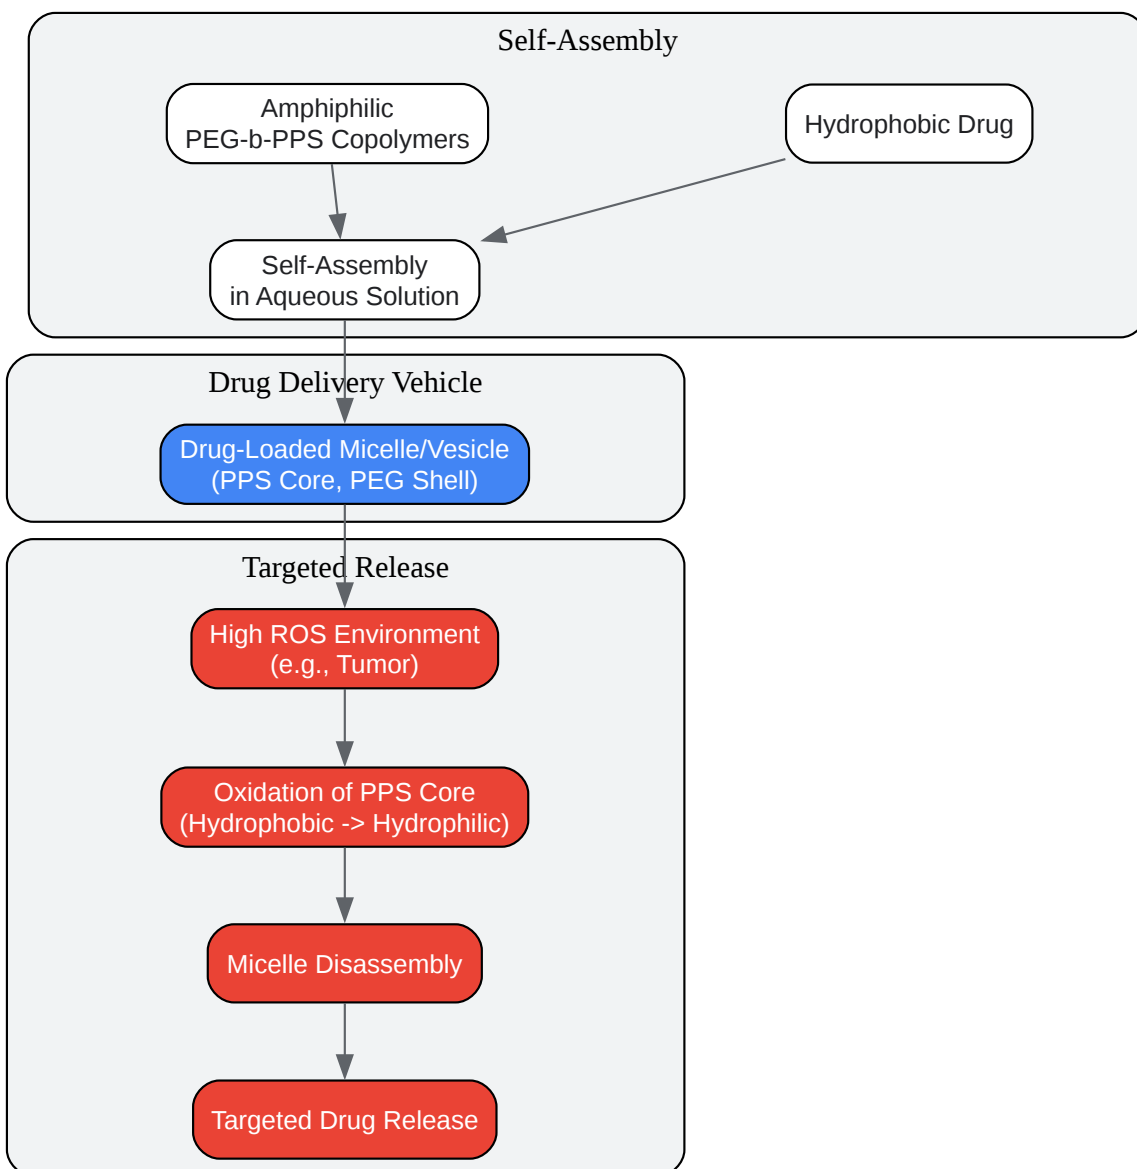 Self-Assembly
Amphiphilic
PEG-b-PPS Copolymers
Hydrophobic Drug
Self-Assembly
in Aqueous Solution
Drug Delivery Vehicle
Drug-Loaded Micelle/Vesicle
(PPS Core, PEG Shell)
Targeted Release
High ROS Environment
(e.g., Tumor)
Oxidation of PPS Core
(Hydrophobic -> Hydrophilic)
Micelle Disassembly
Targeted Drug Release